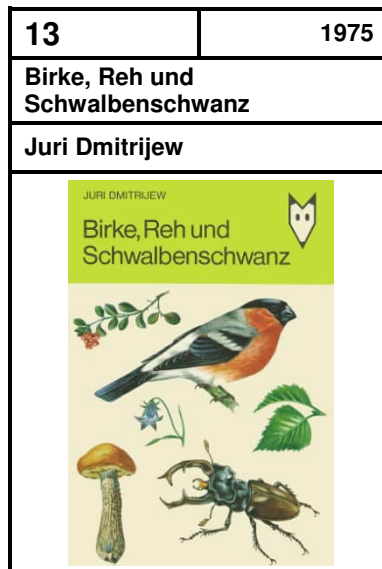 13
1975
Birke, Reh und
Schwalbenschwanz
Juri Dmitrijew
JURI DMITRIJEW
Birke, Reh und
Schwalbenschwanz